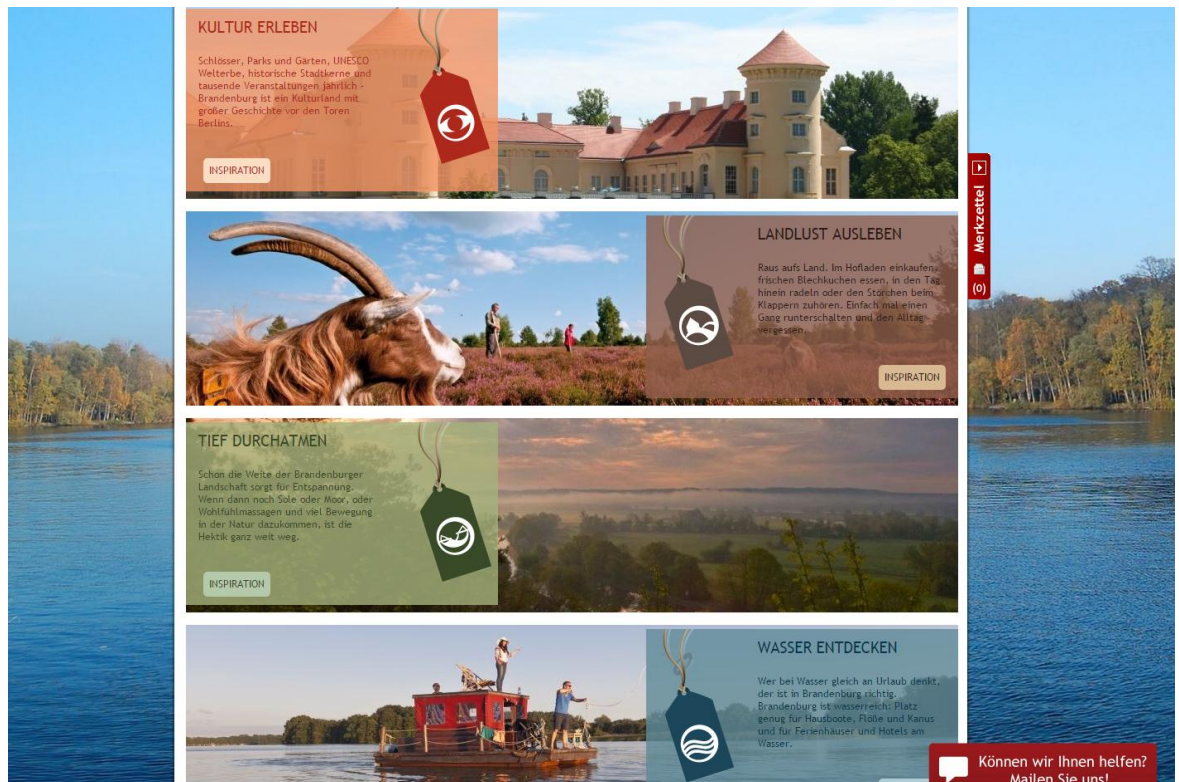 KULTUR ERLEBEN
Schlösser, Parks und Gärten, UNESCO
Welterbe, historische Stadtkerne und
tausende Veranstaltungen jährlich -
Brandenburg ist ein Kulturland mit
großer Geschichte vor den Toren
Berlins.
INSPIRATION
Merkzettel
(0)
LANDLUST AUSLEBEN
Raus aufs Land. Im Hofladen einkaufen,
frischen Blechkuchen essen, in den Tag
hinein radeln oder den Störchen beim
Klappern zuhören. Einfach mal einen
Gang runterschalten und den Alltag
vergessen.
INSPIRATION
TIEF DURCHATMEN
Schon die Weite der Brandenburger
Landschaft sorgt für Entspannung.
Wenn dann noch Sole oder Moor, oder
Wohlfühlmassagen und viel Bewegung
in der Natur dazukommen, ist die
Hektik ganz weit weg.
INSPIRATION
WASSER ENTDECKEN
Wer bei Wasser gleich an Urlaub denkt,
der ist in Brandenburg richtig.
Brandenburg ist wasserreich: Platz
genug für Hausboote, Flöße und Kanus
und für Ferienhäuser und Hotels am
Wasser.
Können wir Ihnen helfen?
Mailen Sie uns!